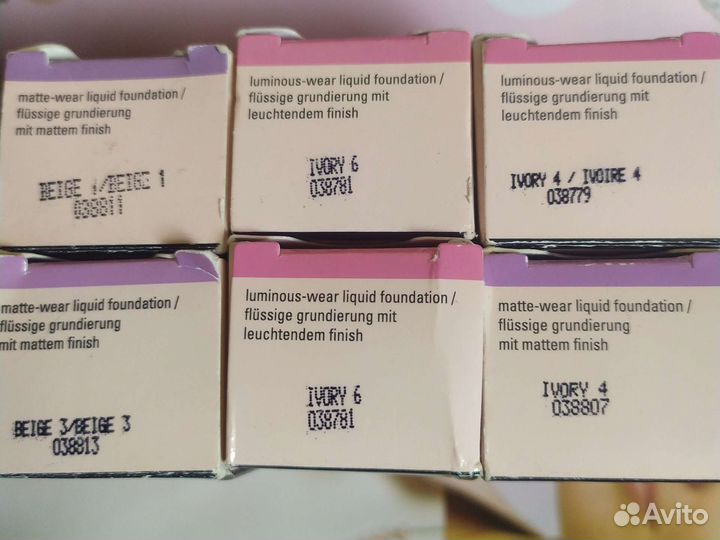 matte-wear liquid foundation /
flüssige grundierung
mit mattem finish
BEIGE 1/BEIGE 1
038811
luminous-wear liquid foundation /
flüssige grundierung mit
leuchtendem finish
IVORY 6
038781
luminous-wear liquid foundation /
flüssige grundierung mit
leuchtendem finish
IVORY 4 / IVOIRE 4
038779
matte-wear liquid foundation /
flüssige grundierung
mit mattem finish
BEIGE 3/BEIGE 3
038813
luminous-wear liquid foundation /
flüssige grundierung mit
leuchtendem finish
IVORY 6
038781
matte-wear liquid foundation /
flüssige grundierung
mit mattem finish
IVORY 4
038807
Avito